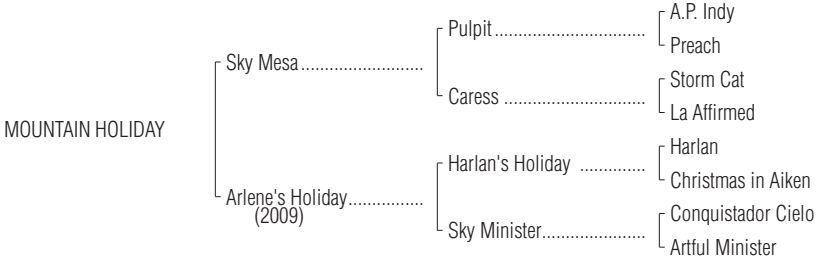 A.P. Indy
Pulpit..............................
Preach
Sky Mesa.........................
Storm Cat
Caress .............................
La Affirmed
MOUNTAIN HOLIDAY
Harlan
Harlan's Holiday .............
Christmas in Aiken
Arlene's Holiday................
(2009)
Conquistador Cielo
Sky Minister.....................
Artful Minister